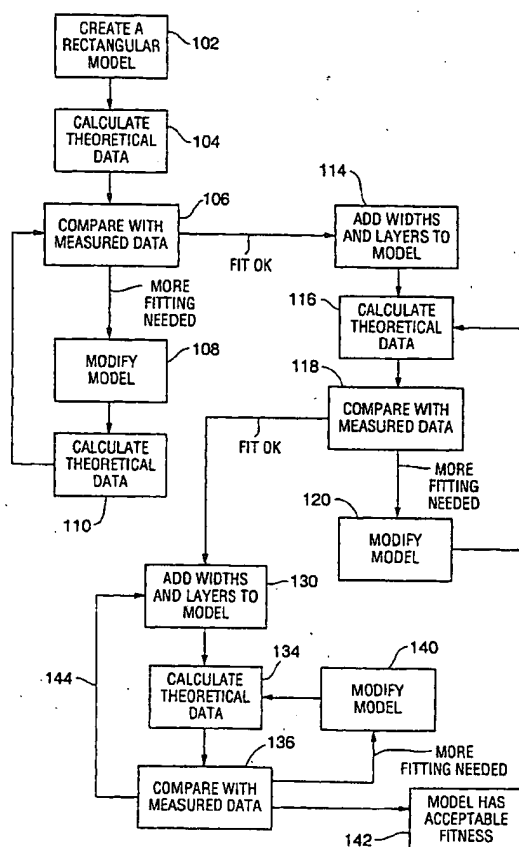 CREATE A
RECTANGULAR
MODEL
102
CALCULATE
THEORETICAL
DATA
104
106
COMPARE WITH
MEASURED DATA
FIT OK
MORE
FITTING
NEEDED
108
MODIFY
MODEL
CALCULATE
THEORETICAL
DATA
110
114
ADD WIDTHS
AND LAYERS TO
MODEL
116
CALCULATE
THEORETICAL
DATA
118
COMPARE WITH
MEASURED DATA
FIT OK
MORE
FITTING
NEEDED
120
MODIFY
MODEL
ADD WIDTHS
AND LAYERS TO
MODEL
130
144
134
CALCULATE
THEORETICAL
DATA
140
MODIFY
MODEL
136
COMPARE WITH
MEASURED DATA
MORE
FITTING NEEDED
MODEL HAS
ACCEPTABLE
FITNESS
142